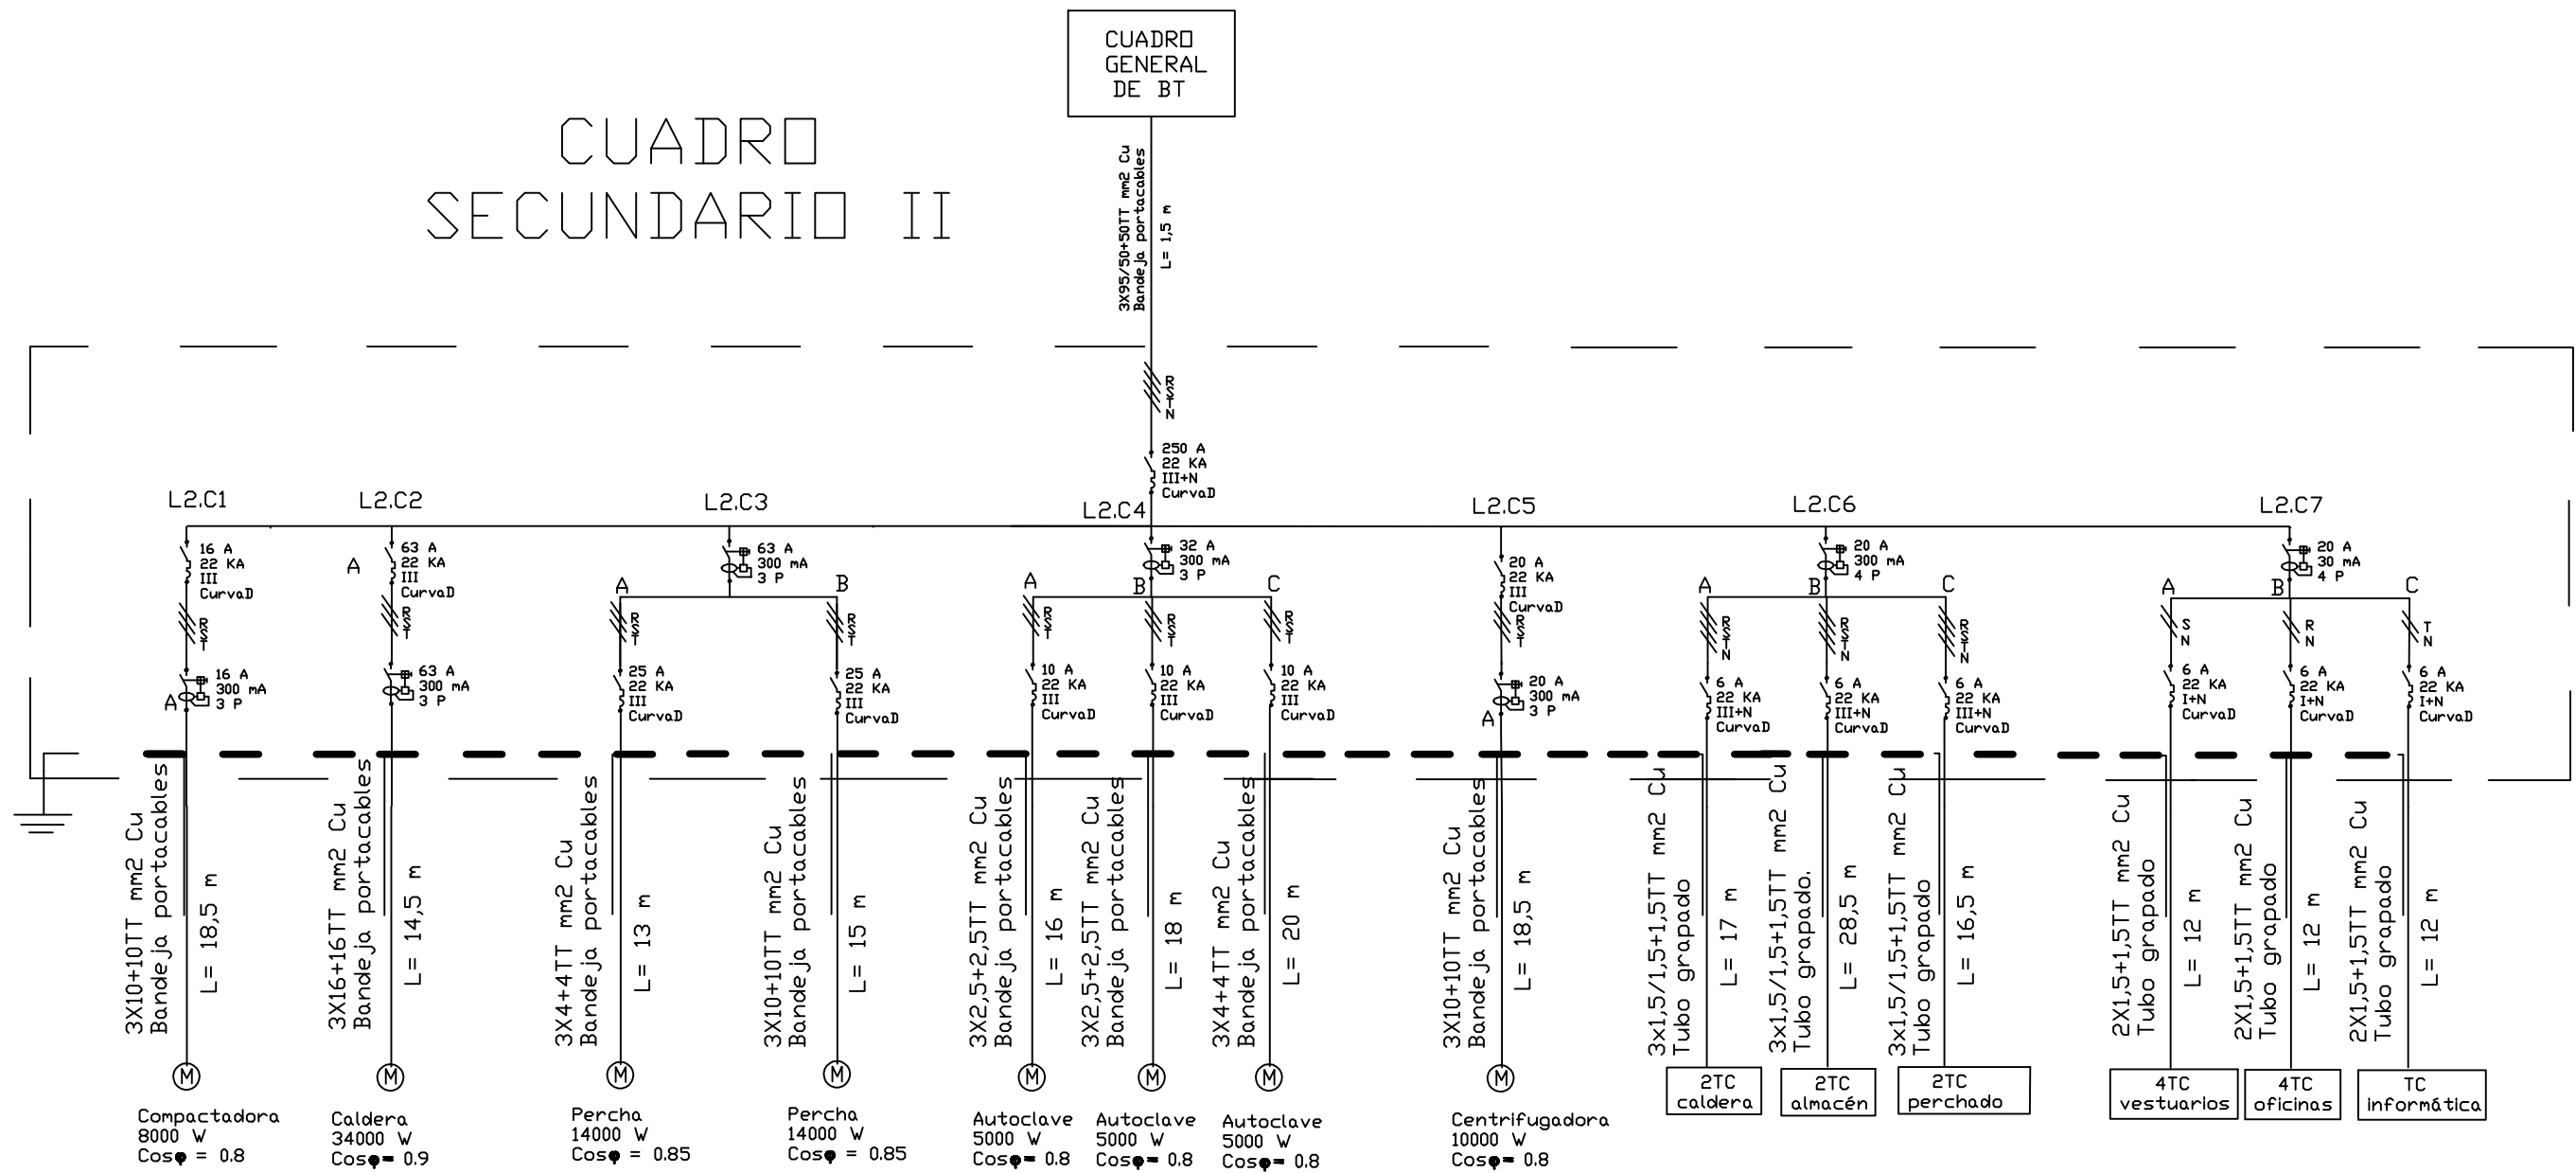 CUADRO
GENERAL
DE BT
CUADRO
SECUNDARIO II
3X95/50+50TT mm2 Cu
Bandeja portacables
L= 1,5 m
R
S
T
N
250 A
22 KA
III+N
CurvaD
L2.C1
L2.C2
L2.C3
L2.C4
L2.C5
L2.C6
L2.C7
16 A
22 KA
III
CurvaD
R
S
T
16 A
300 mA
3 P
A
A
63 A
22 KA
III
CurvaD
R
S
T
63 A
300 mA
3 P
63 A
300 mA
3 P
A
B
R
S
T
25 A
22 KA
III
CurvaD
R
S
T
25 A
22 KA
III
CurvaD
32 A
300 mA
3 P
A
B
C
R
S
T
10 A
22 KA
III
CurvaD
R
S
T
10 A
22 KA
III
CurvaD
R
S
T
10 A
22 KA
III
CurvaD
20 A
22 KA
III
CurvaD
R
S
T
20 A
300 mA
3 P
A
20 A
300 mA
4 P
A
B
C
R
S
T
N
6 A
22 KA
III+N
CurvaD
R
S
T
N
6 A
22 KA
III+N
CurvaD
R
S
T
N
6 A
22 KA
III+N
CurvaD
20 A
30 mA
4 P
A
B
C
S
N
6 A
22 KA
I+N
CurvaD
R
N
6 A
22 KA
I+N
CurvaD
T
N
6 A
22 KA
I+N
CurvaD
3X10+10TT mm2 Cu
Bandeja portacables
L= 18,5 m
3X16+16TT mm2 Cu
Bandeja portacables
L= 14,5 m
3X4+4TT mm2 Cu
Bandeja portacables
L= 13 m
3X10+10TT mm2 Cu
Bandeja portacables
L= 15 m
3X2,5+2,5TT mm2 Cu
Bandeja portacables
L= 16 m
3X2,5+2,5TT mm2 Cu
Bandeja portacables
L= 18 m
3X4+4TT mm2 Cu
Bandeja portacables
L= 20 m
3X10+10TT mm2 Cu
Bandeja portacables
L= 18,5 m
3x1,5/1,5+1,5TT mm2 Cu
Tubo grapado
L= 17 m
3x1,5/1,5+1,5TT mm2 Cu
Tubo grapado.
L= 28,5 m
3x1,5/1,5+1,5TT mm2 Cu
Tubo grapado
L= 16,5 m
2X1,5+1,5TT mm2 Cu
Tubo grapado
L= 12 m
2X1,5+1,5TT mm2 Cu
Tubo grapado
L= 12 m
2X1,5+1,5TT mm2 Cu
Tubo grapado
L= 12 m
M
M
M
M
M
M
M
M
Compactadora
8000 W
Cosφ = 0.8
Caldera
34000 W
Cosφ= 0.9
Percha
14000 W
Cosφ = 0.85
Percha
14000 W
Cosφ = 0.85
Autoclave
5000 W
Cosφ= 0.8
Autoclave
5000 W
Cosφ= 0.8
Autoclave
5000 W
Cosφ= 0.8
Centrifugadora
10000 W
Cosφ= 0.8
2TC
caldera
2TC
almacén
2TC
perchado
4TC
vestuarios
4TC
oficinas
TC
informática